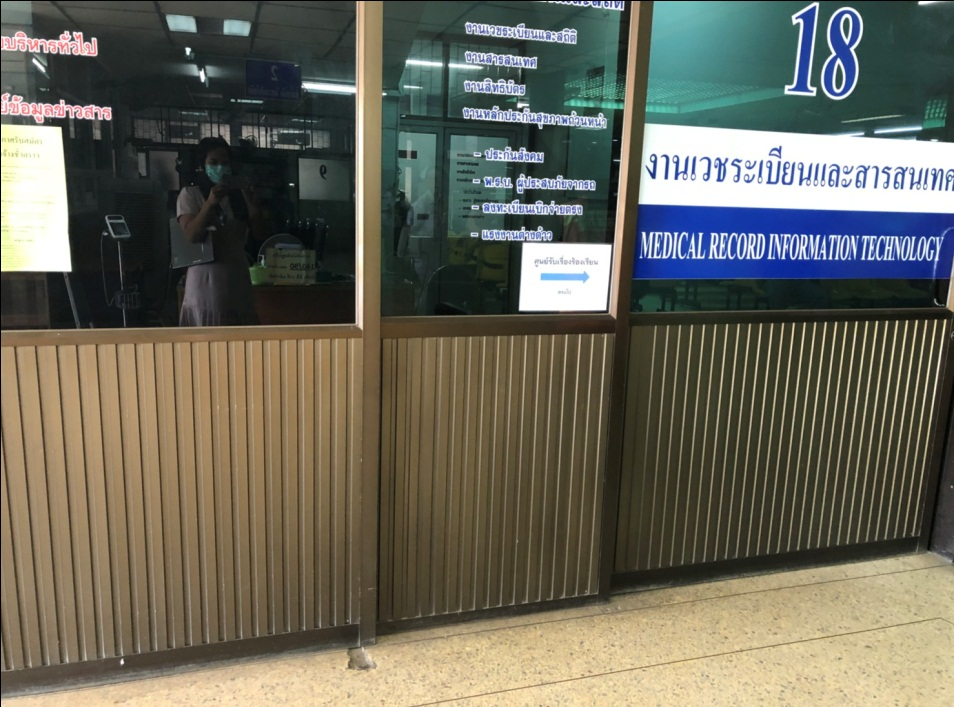 บริหารทั่วไป
ข้อมูลข่าวสาร
งานเวชระเบียนและสถิติ
งานสารสนเทศ
งานสิทธิบัตร
งานหลักประกันสุขภาพถ้วนหน้า
- ประกันสังคม
- พ.ร.บ. ผู้ประสบภัยจากรถ
- ลงทะเบียนเบิกจ่ายตรง
- แรงงานต่างด้าว
ศูนย์รับเรื่องร้องเรียน
18
งานเวชระเบียนและสารสนเทศ
MEDICAL RECORD INFORMATION TECHNOLOGY